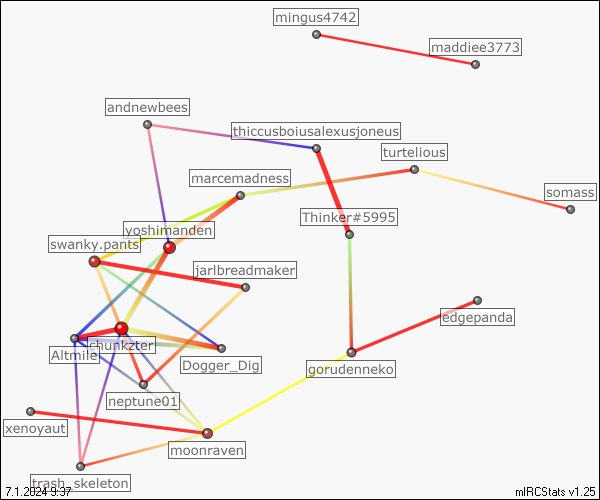 mingus4742
maddiee3773
andnewbees
thiccusboiusalexusjoneus
turtelious
marcemadness
somass
Thinker#5995
yoshimanden
swanky.pants
jarlbreadmaker
edgepanda
chunkzter
Altmile
Dogger_Dig
gorudenneko
neptune01
xenoyaut
moonraven
trash_skeleton
7.1.2024 9:37
mIRCStats v1.25